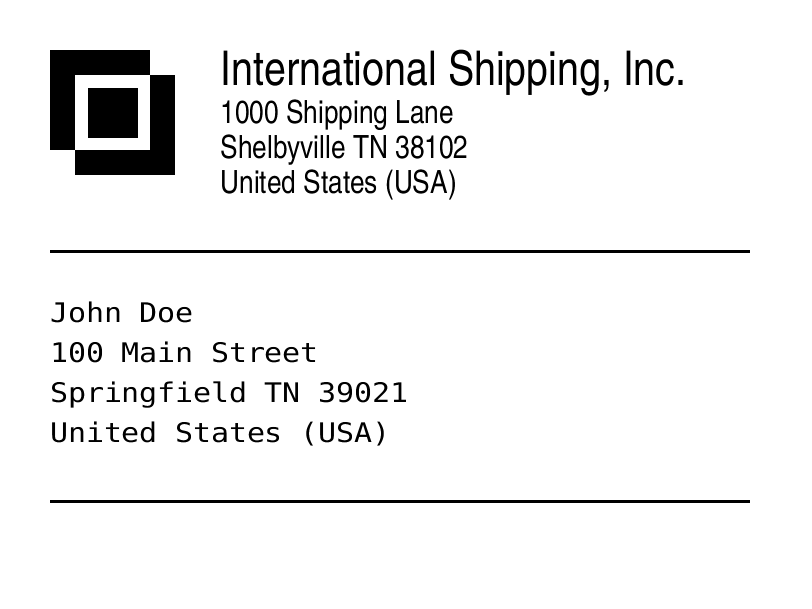 International Shipping, Inc.
1000 Shipping Lane
Shelbyville TN 38102
United States (USA)
John Doe
100 Main Street
Springfield TN 39021
United States (USA)